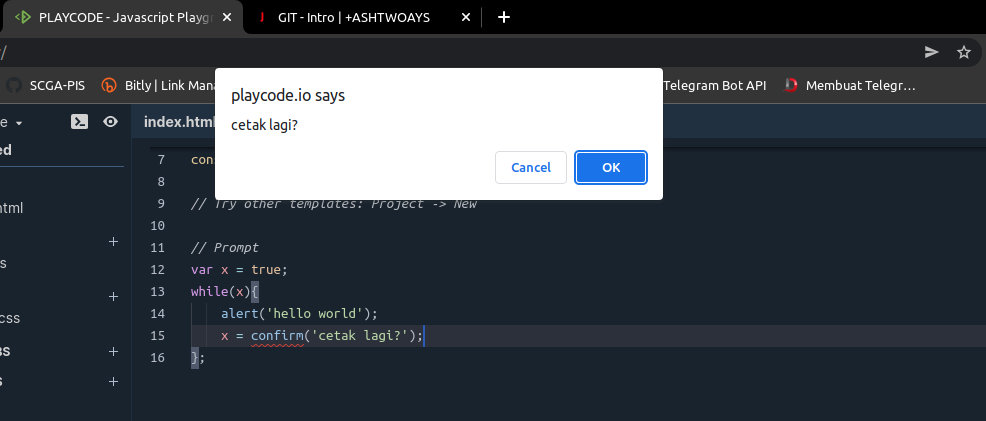 PLAYCODE - Javascript Playgr
GIT - Intro | +ASHTWOAYS
/
SCGA-PIS
Bitly | Link Mana
Telegram Bot API
Membuat Telegr…
playcode.io says
cetak lagi?
Cancel
OK
e
ed
html
s
css
s
index.html
7 con
8
9 // Try other templates: Project -> New
10
11 // Prompt
12 var x = true;
13 while(x){
14 alert('hello world');
15 x = confirm('cetak lagi?');
16 };